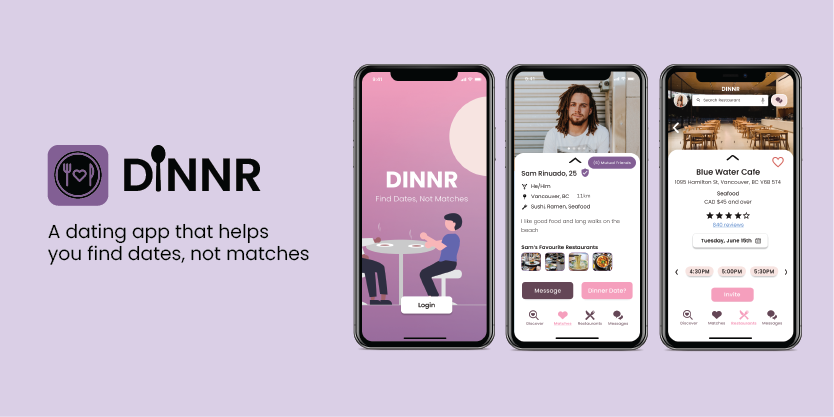 DINNR
A dating app that helps
you find dates, not matches
9:41
DINNR
Find Dates, Not Matches
Login
Sam Rinuado, 25
(6) Mutual Friends
He/Him
Vancouver, BC 11km
Sushi, Ramen, Seafood
I like good food and long walks on the
beach
Sam's Favourite Restaurants
Message
Dinner Date?
Discover
Matches
Restaurants
Messages
DINNR
Search Restaurant
Blue Water Cafe
1095 Hamilton St, Vancouver, BC V6B 5T4
Seafood
CAD $45 and over
840 reviews
Tuesday, June 15th
4:30PM
5:00PM
5:30PM
Invite
Discover
Matches
Restaurants
Messages